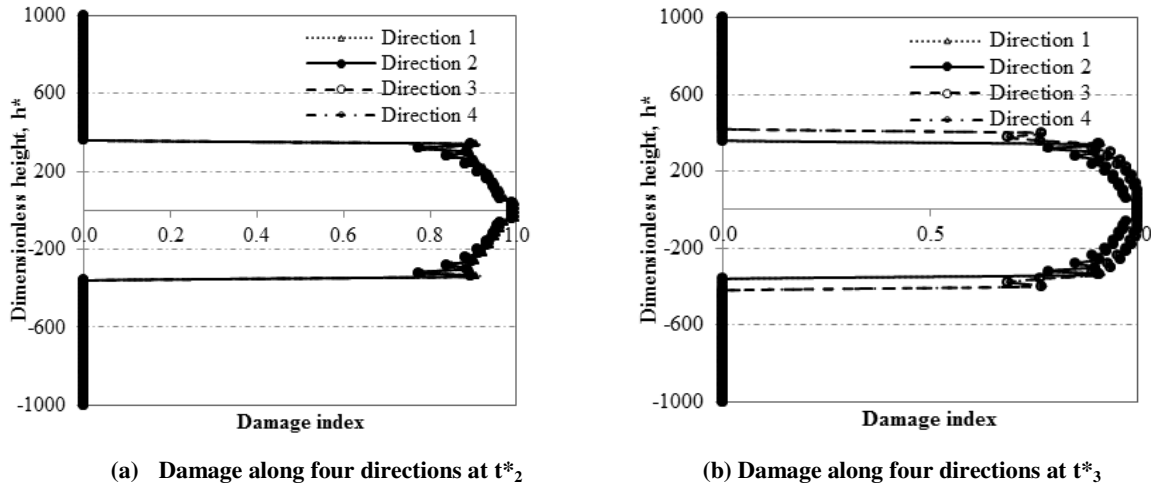 1000
600
200
-200
-600
-1000
Dimensionless height, h*
Direction 1
Direction 2
Direction 3
Direction 4
0.0 0.2 0.4 0.6 0.8 1.0
Damage index
(a) Damage along four directions at t*2
1000
600
200
-200
-600
-1000
Dimensionless height, h*
Direction 1
Direction 2
Direction 3
Direction 4
0.0 0.5
Damage index
(b) Damage along four directions at t*3